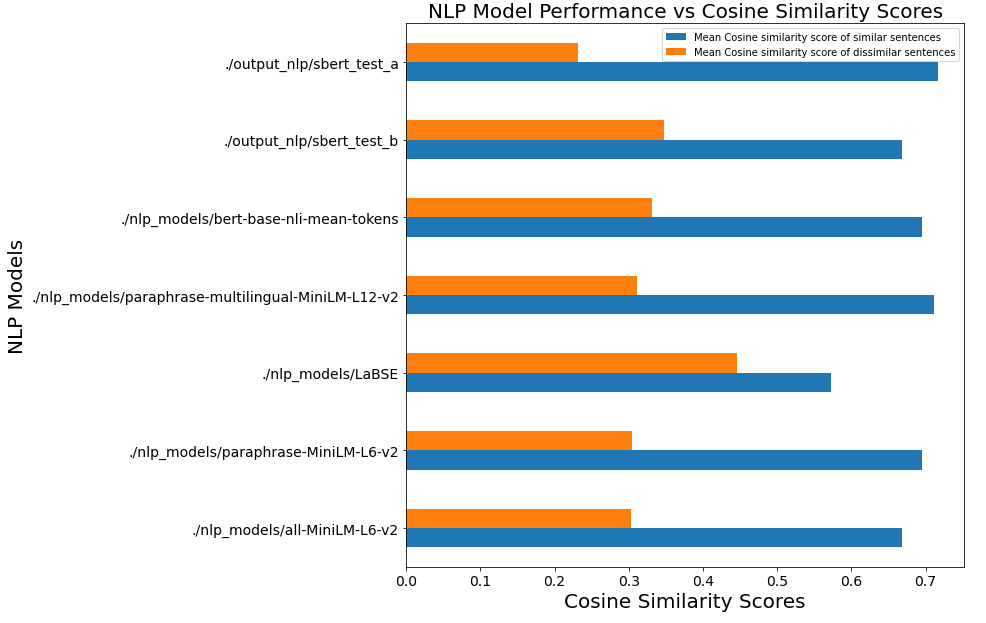 NLP Model Performance vs Cosine Similarity Scores
Mean Cosine similarity score of similar sentences
Mean Cosine similarity score of dissimilar sentences
./output_nlp/sbert_test_a
./output_nlp/sbert_test_b
./nlp_models/bert-base-nli-mean-tokens
./nlp_models/paraphrase-multilingual-MiniLM-L12-v2
./nlp_models/LaBSE
./nlp_models/paraphrase-MiniLM-L6-v2
./nlp_models/all-MiniLM-L6-v2
NLP Models
0.0 0.1 0.2 0.3 0.4 0.5 0.6 0.7
Cosine Similarity Scores